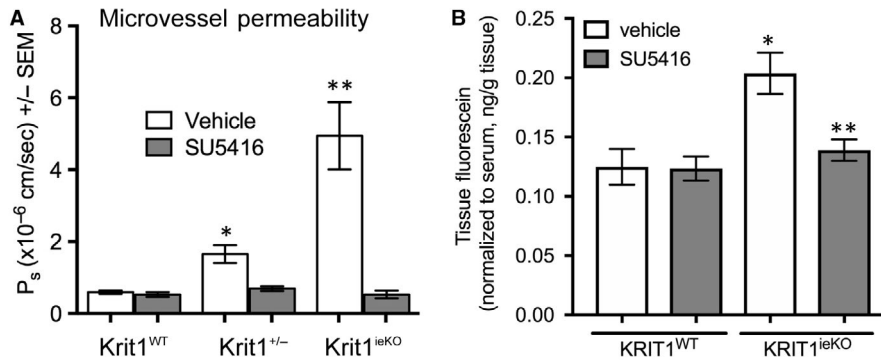 A
Microvessel permeability
Pₛ (x10⁻⁶ cm/sec) +/– SEM
8
6
4
2
0
Vehicle
SU5416
*
**
Krit1ᵂᵀ
Krit1⁺/⁻
Krit1ⁱᵉᴷᴼ
B
Tissue fluorescein
(normalized to serum, ng/g tissue)
0.25
0.20
0.15
0.10
0.05
0.00
vehicle
SU5416
*
**
KRIT1ᵂᵀ
KRIT1ⁱᵉᴷᴼ